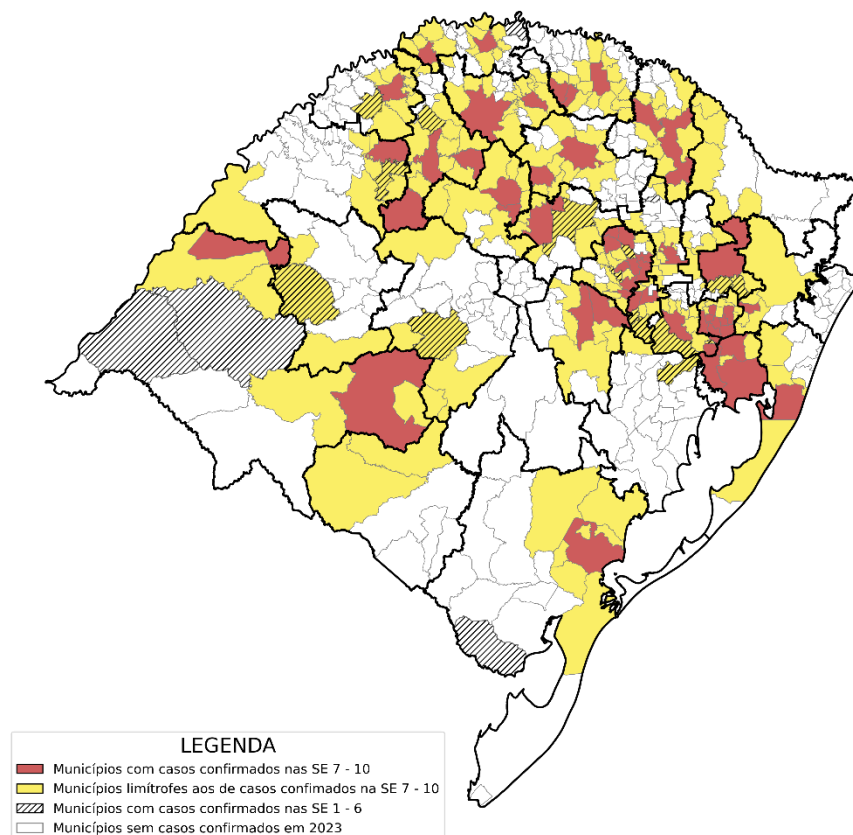 LEGENDA
Municípios com casos confirmados nas SE 7 - 10
Municípios limítrofes aos de casos confimados na SE 7 - 10
Municípios com casos confirmados nas SE 1 - 6
Municípios sem casos confirmados em 2023